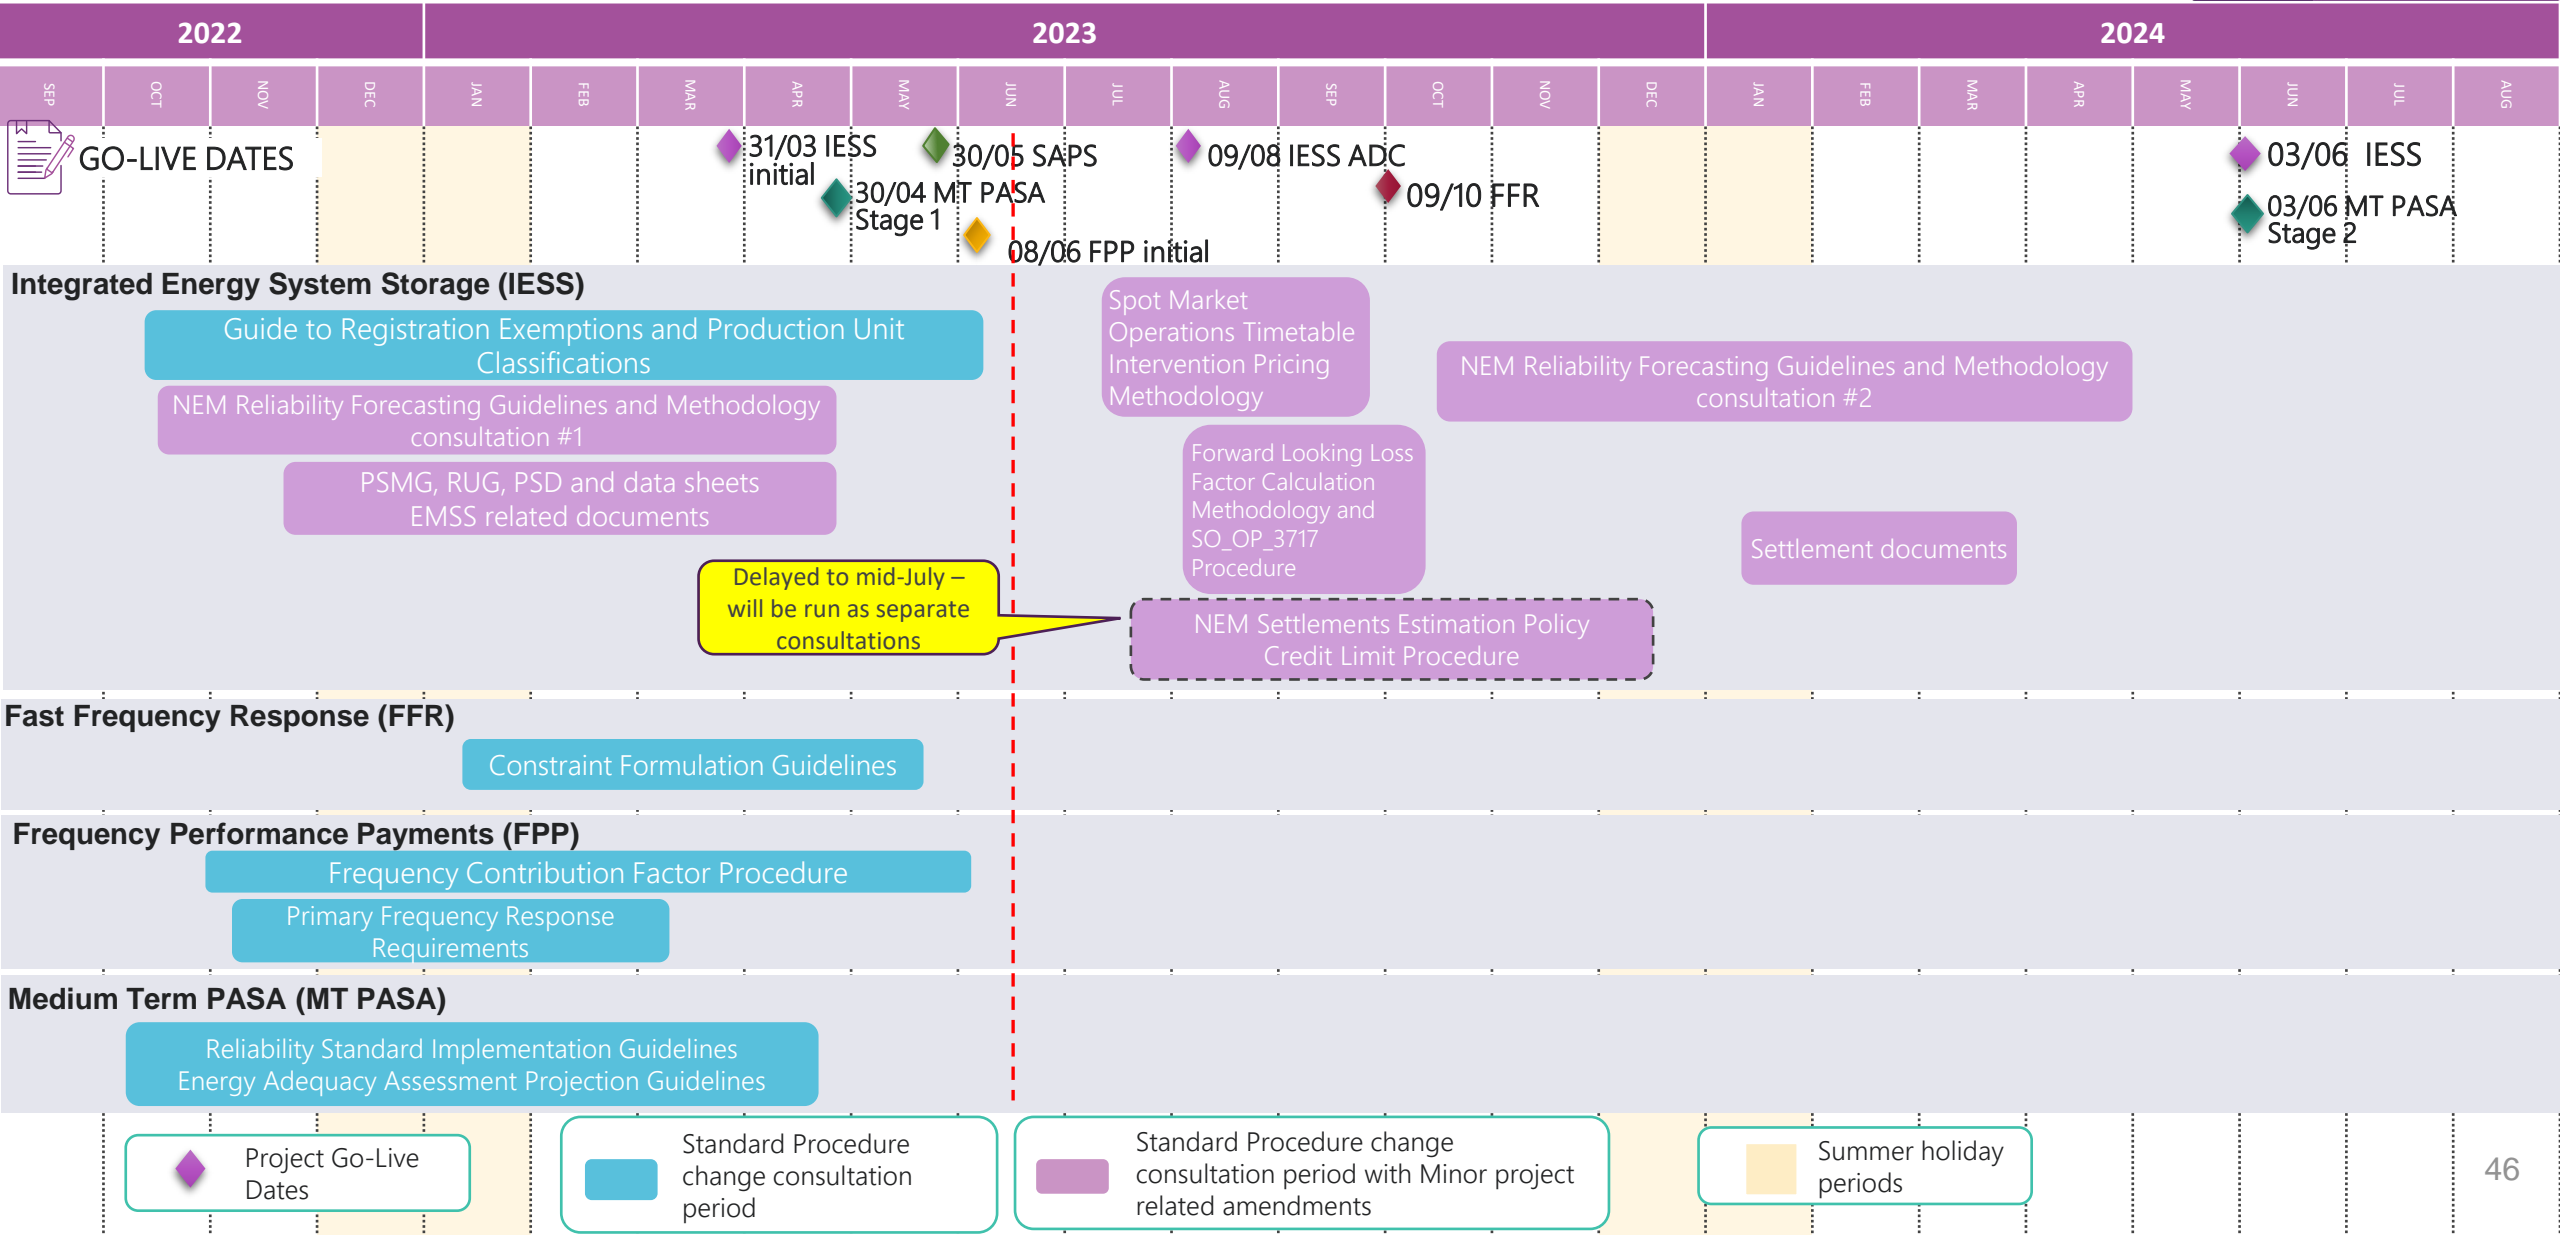 2022
2023
2024
SEP
OCT
NOV
DEC
JAN
FEB
MAR
APR
MAY
JUN
JUL
AUG
SEP
OCT
NOV
DEC
JAN
FEB
MAR
APR
MAY
JUN
JUL
AUG
GO-LIVE DATES
31/03 IESS
initial
30/04 MT PASA
Stage 1
30/05 SAPS
08/06 FPP initial
09/08 IESS ADC
09/10 FFR
03/06 IESS
03/06 MT PASA
Stage 2
Integrated Energy System Storage (IESS)
Guide to Registration Exemptions and Production Unit
Classifications
NEM Reliability Forecasting Guidelines and Methodology
consultation #1
PSMG, RUG, PSD and data sheets
EMSS related documents
Delayed to mid-July –
will be run as separate
consultations
Spot Market
Operations Timetable
Intervention Pricing
Methodology
Forward Looking Loss
Factor Calculation
Methodology and
SO_OP_3717
Procedure
NEM Settlements Estimation Policy
Credit Limit Procedure
NEM Reliability Forecasting Guidelines and Methodology
consultation #2
Settlement documents
Fast Frequency Response (FFR)
Constraint Formulation Guidelines
Frequency Performance Payments (FPP)
Frequency Contribution Factor Procedure
Primary Frequency Response
Requirements
Medium Term PASA (MT PASA)
Reliability Standard Implementation Guidelines
Energy Adequacy Assessment Projection Guidelines
Project Go-Live
Dates
Standard Procedure
change consultation
period
Standard Procedure change
consultation period with Minor project
related amendments
Summer holiday
periods
46